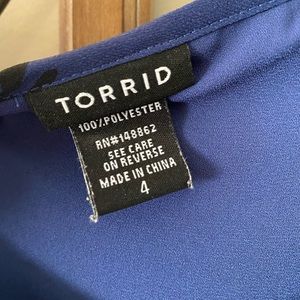 TORRID
100%POLYESTER
RN#148862
SEE CARE
ON REVERSE
MADE IN CHINA
4